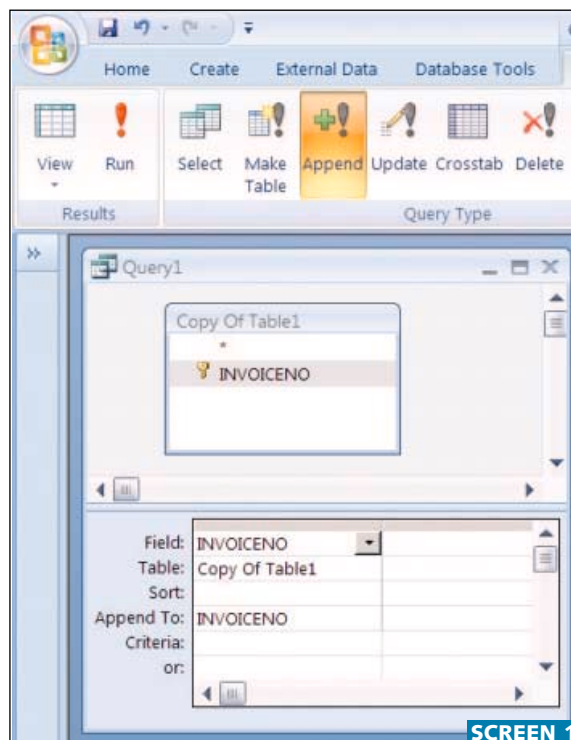 Home Create External Data Database Tools
View Run Select Make Table Append Update Crosstab Delete
Results Query Type
Query1
Copy Of Table1
*
INVOICENO
Field: INVOICENO
Table: Copy Of Table1
Sort:
Append To: INVOICENO
Criteria:
or:
SCREEN 1